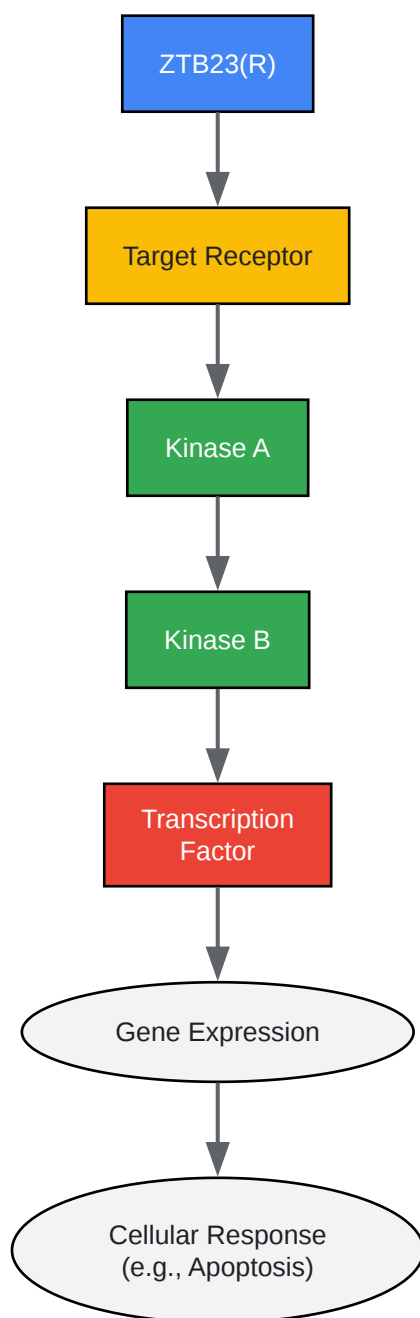 ZTB23(R)
Target Receptor
Kinase A
Kinase B
Transcription
Factor
Gene Expression
Cellular Response
(e.g., Apoptosis)